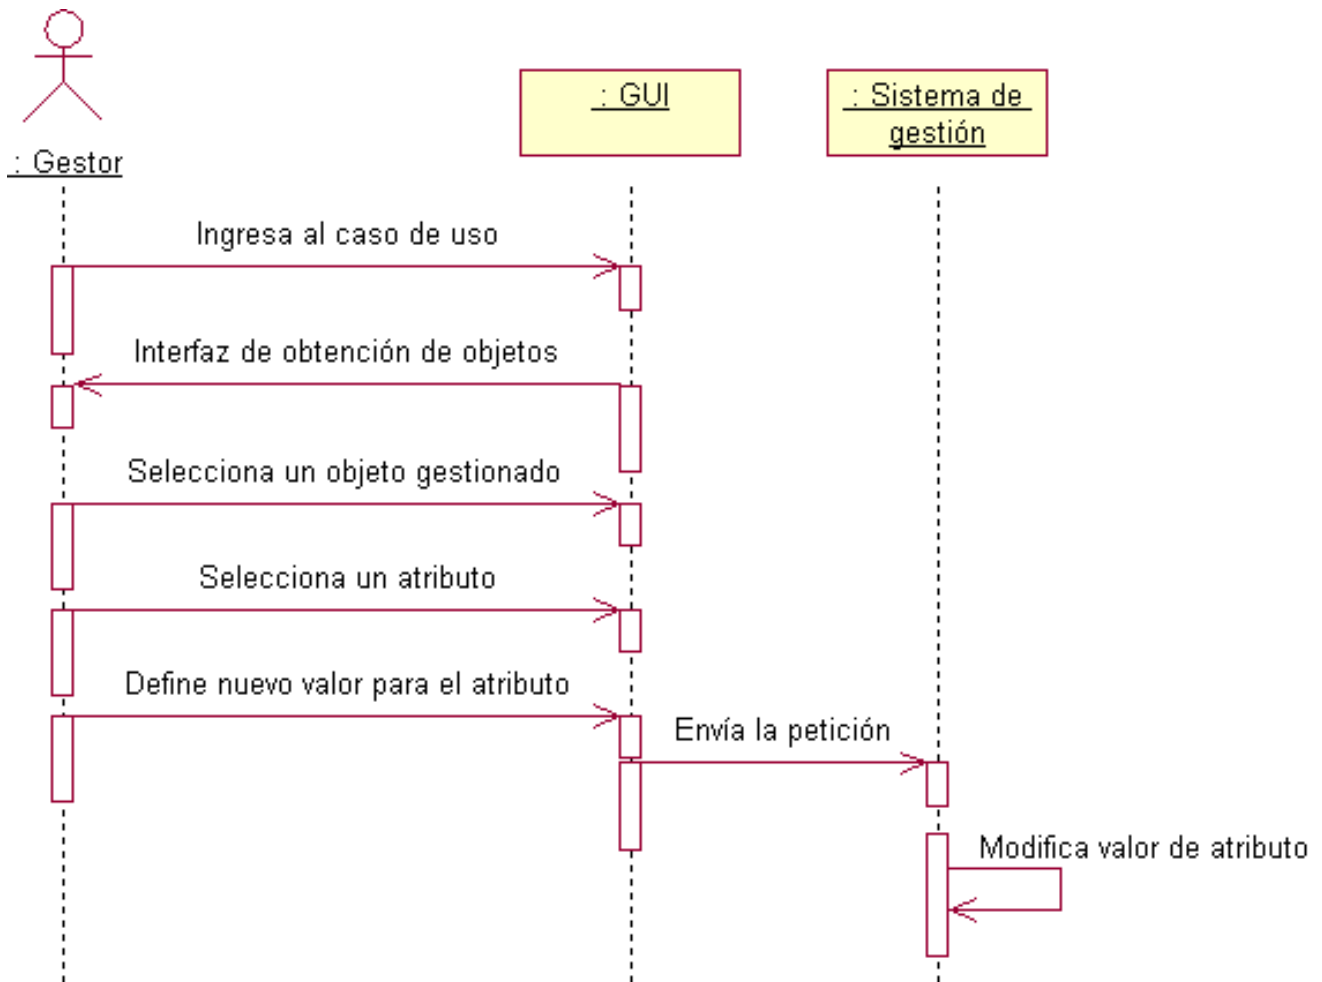 : GUI
: Sistema de
gestión
: Gestor
Ingresa al caso de uso
Interfaz de obtención de objetos
Selecciona un objeto gestionado
Selecciona un atributo
Define nuevo valor para el atributo
Envía la petición
Modifica valor de atributo